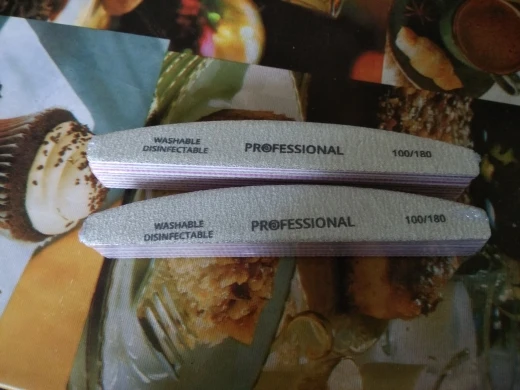 WASHABLE
DISINFECTABLE
PROFESSIONAL
100/180
WASHABLE
DISINFECTABLE
PROFESSIONAL
100/180